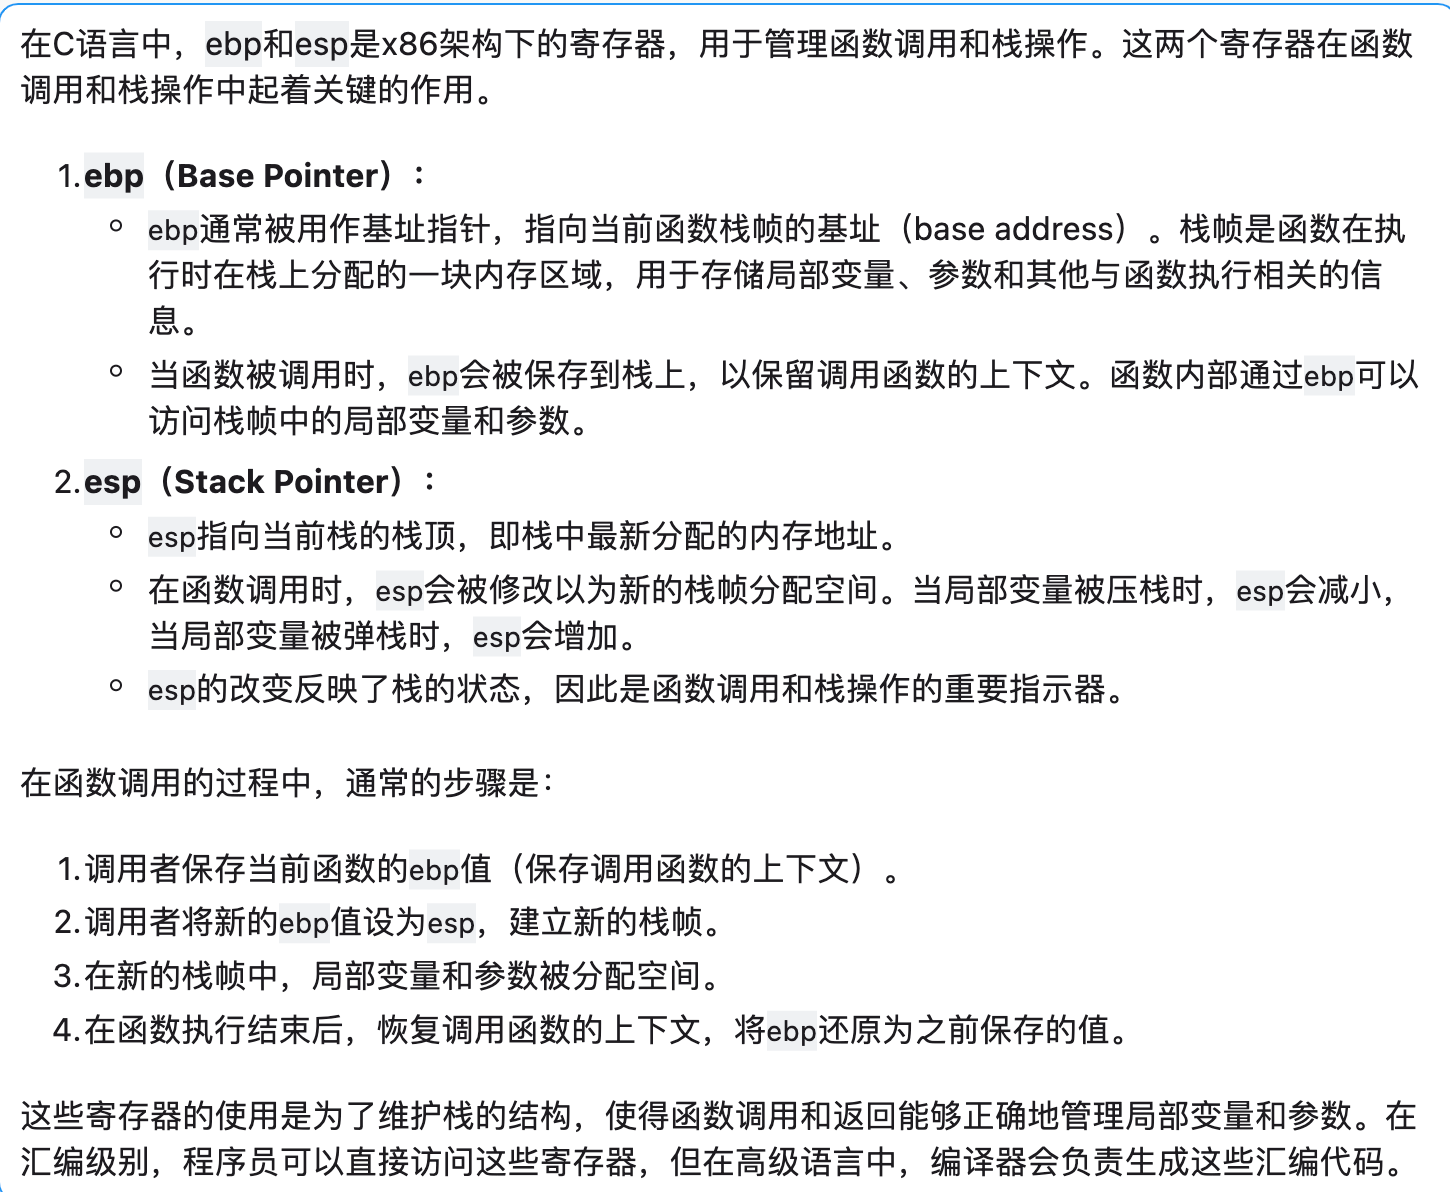 在C语言中，ebp和esp是x86架构下的寄存器，用于管理函数调用和栈操作。这两个寄存器在函数
调用和栈操作中起着关键的作用。
1.ebp（Base Pointer）：
ebp通常被用作基址指针，指向当前函数栈帧的基址（base address）。栈帧是函数在执
行时在栈上分配的一块内存区域，用于存储局部变量、参数和其他与函数执行相关的信
息。
当函数被调用时，ebp会被保存到栈上，以保留调用函数的上下文。函数内部通过ebp可以
访问栈帧中的局部变量和参数。
2.esp（Stack Pointer）：
esp指向当前栈的栈顶，即栈中最新分配的内存地址。
在函数调用时，esp会被修改以为新的栈帧分配空间。当局部变量被压栈时，esp会减小，
当局部变量被弹栈时，esp会增加。
esp的改变反映了栈的状态，因此是函数调用和栈操作的重要指示器。
在函数调用的过程中，通常的步骤是：
1.调用者保存当前函数的ebp值（保存调用函数的上下文）。
2.调用者将新的ebp值设为esp，建立新的栈帧。
3.在新的栈帧中，局部变量和参数被分配空间。
4.在函数执行结束后，恢复调用函数的上下文，将ebp还原为之前保存的值。
这些寄存器的使用是为了维护栈的结构，使得函数调用和返回能够正确地管理局部变量和参数。在
汇编级别，程序员可以直接访问这些寄存器，但在高级语言中，编译器会负责生成这些汇编代码。